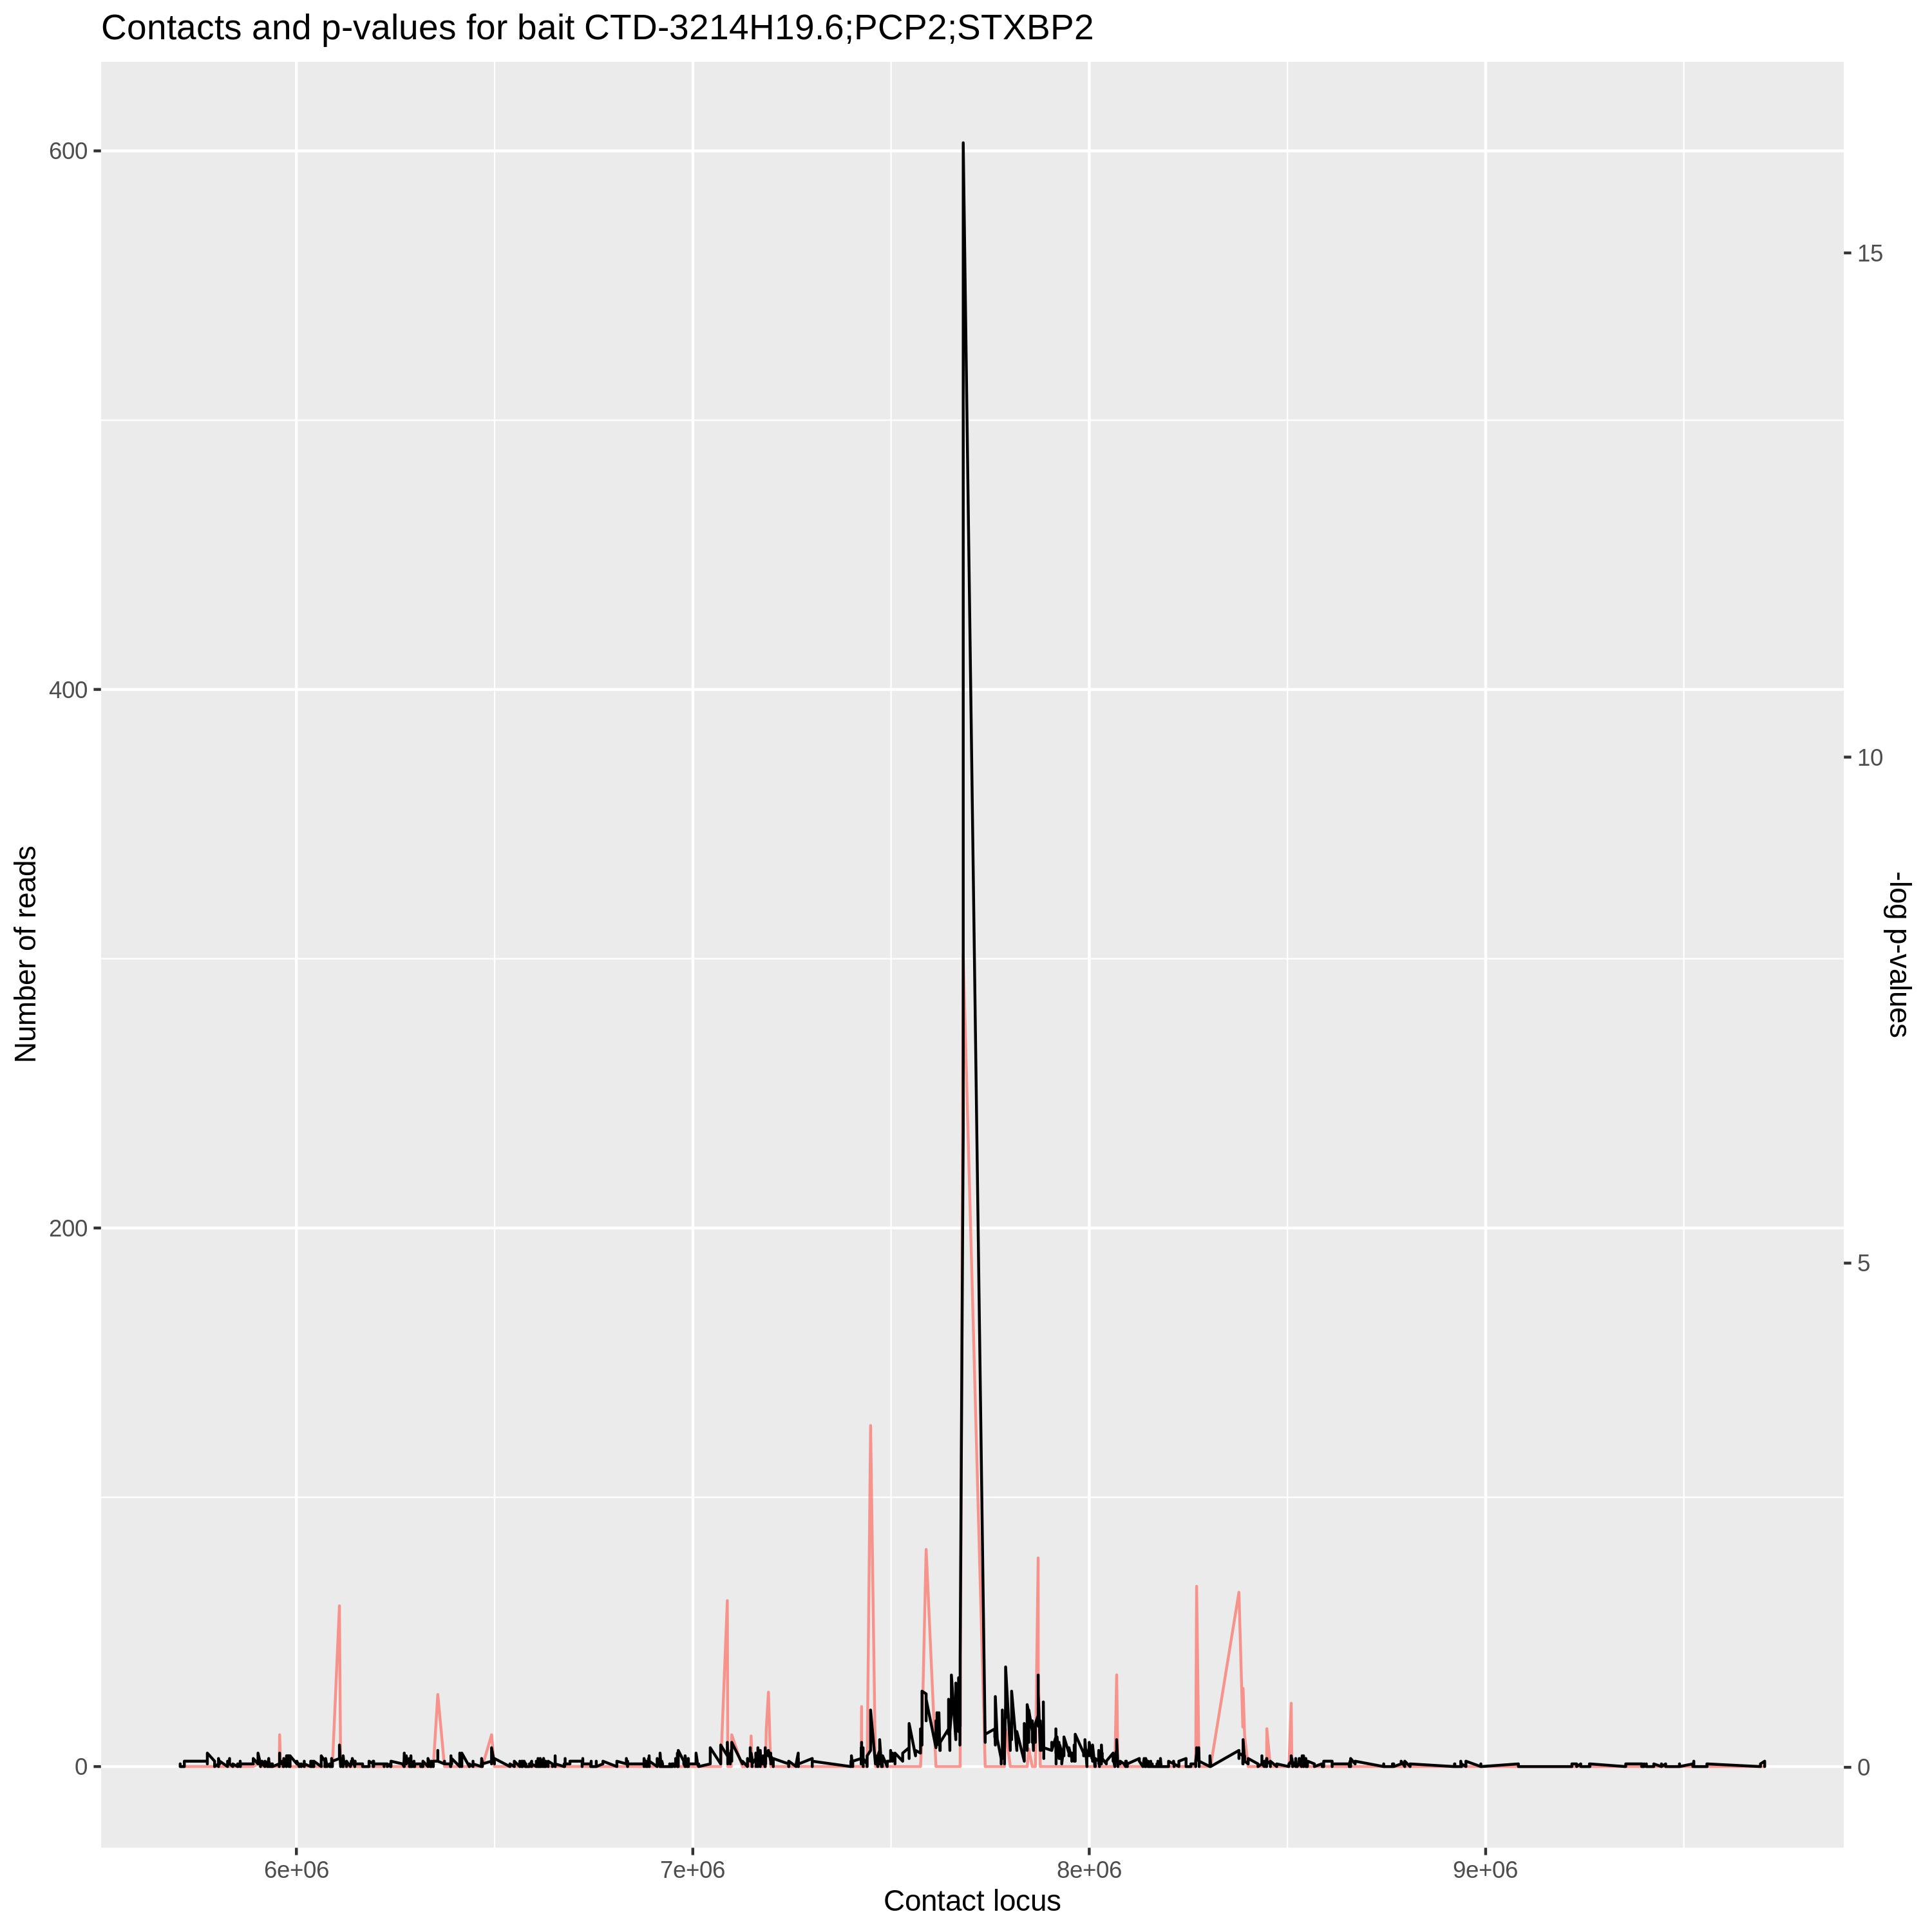 Contacts and p-values for bait CTD-3214H19.6;PCP2;STXBP2
600
400
200
0
Number of reads
15
10
5
0
-log p-values
6e+06 7e+06 8e+06 9e+06
Contact locus